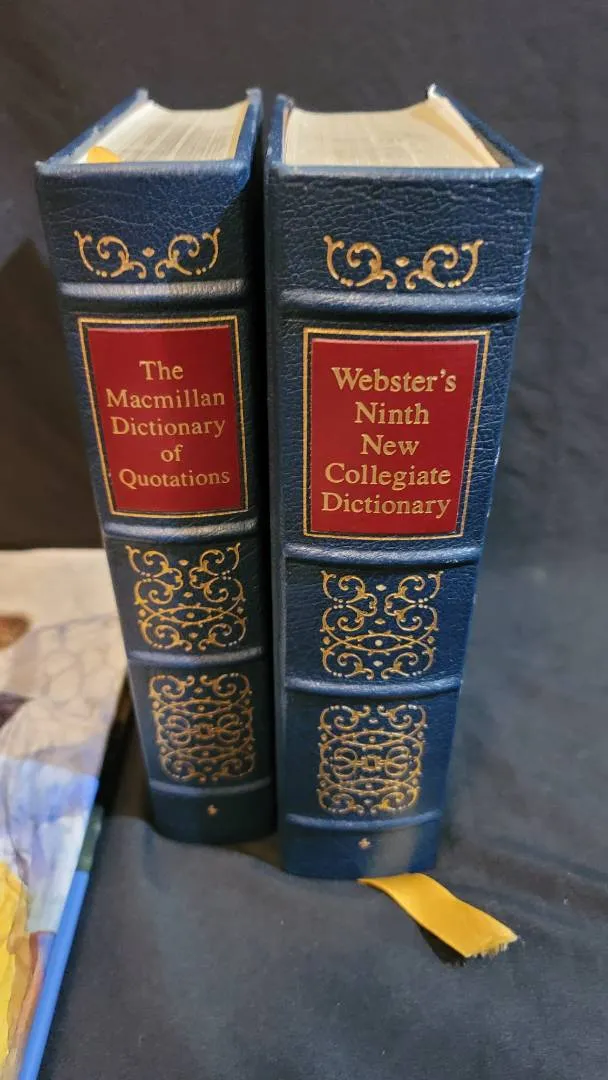 The
Macmillan
Dictionary
of
Quotations
Webster's
Ninth
New
Collegiate
Dictionary